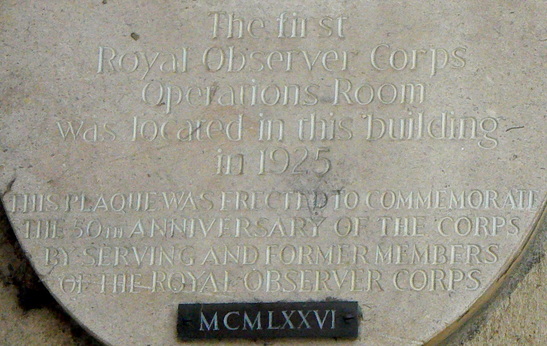 The first
Royal Observer Corps
Operations Room
was located in this building
in 1925
THIS PLAQUE WAS ERECTED TO COMMEMORATE
THE 50th ANNIVERSARY OF THE CORPS
BY SERVING AND FORMER MEMBERS
OF THE ROYAL OBSERVER CORPS
MCMLXXVI